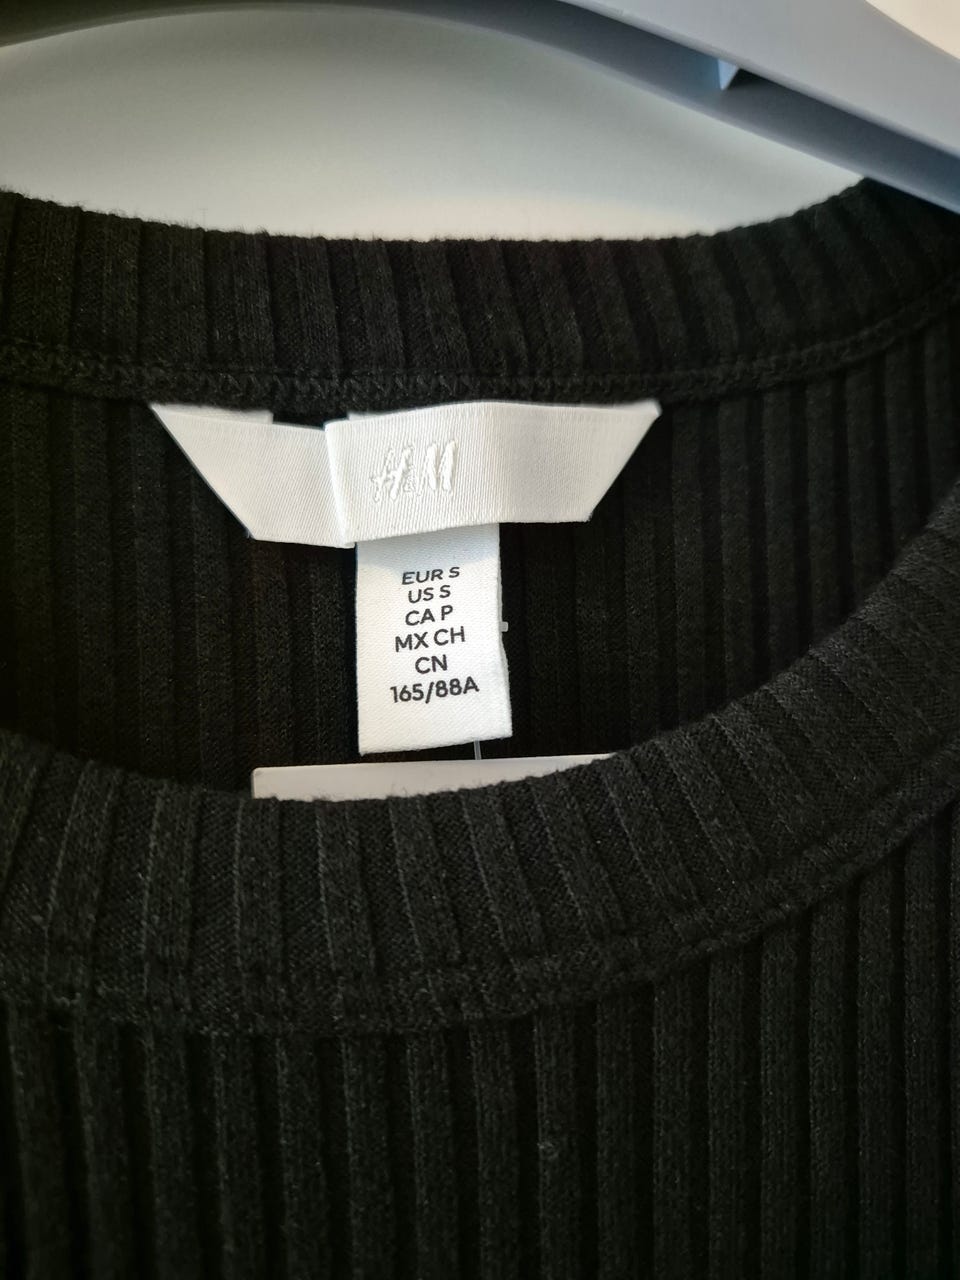 H&M
EUR S
US S
CA P
MX CH
CN
165/88A